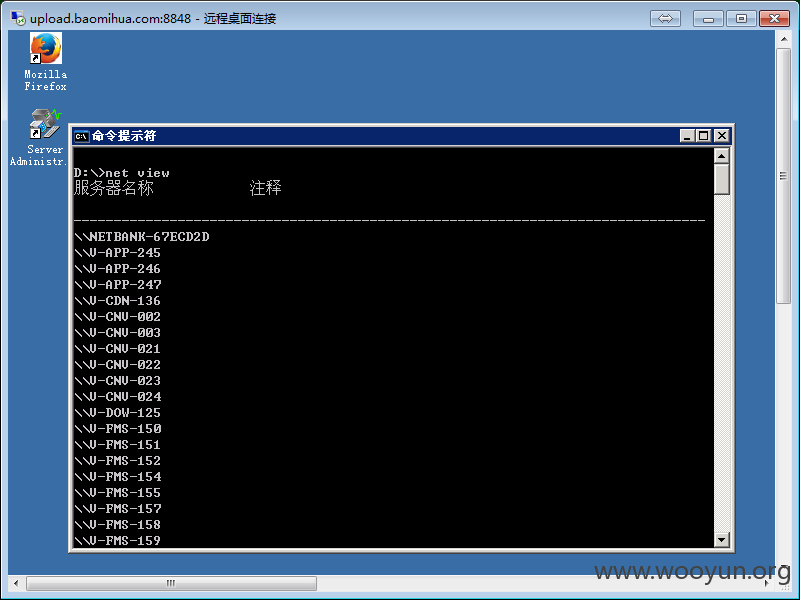 upload.baomihua.com:8848 - 远程桌面连接
Mozilla
Firefox
Server
Administr.
命令提示符
D:\>net view
服务器名称 注释
-------------------------------------------------------------------------------
\\NETBANK-67ECD2D
\\V-APP-245
\\V-APP-246
\\V-APP-247
\\V-CDN-136
\\V-CNV-002
\\V-CNV-003
\\V-CNV-021
\\V-CNV-022
\\V-CNV-023
\\V-CNV-024
\\V-DOW-125
\\V-FMS-150
\\V-FMS-151
\\V-FMS-152
\\V-FMS-154
\\V-FMS-155
\\V-FMS-157
\\V-FMS-158
\\V-FMS-159
www.wooyun.org